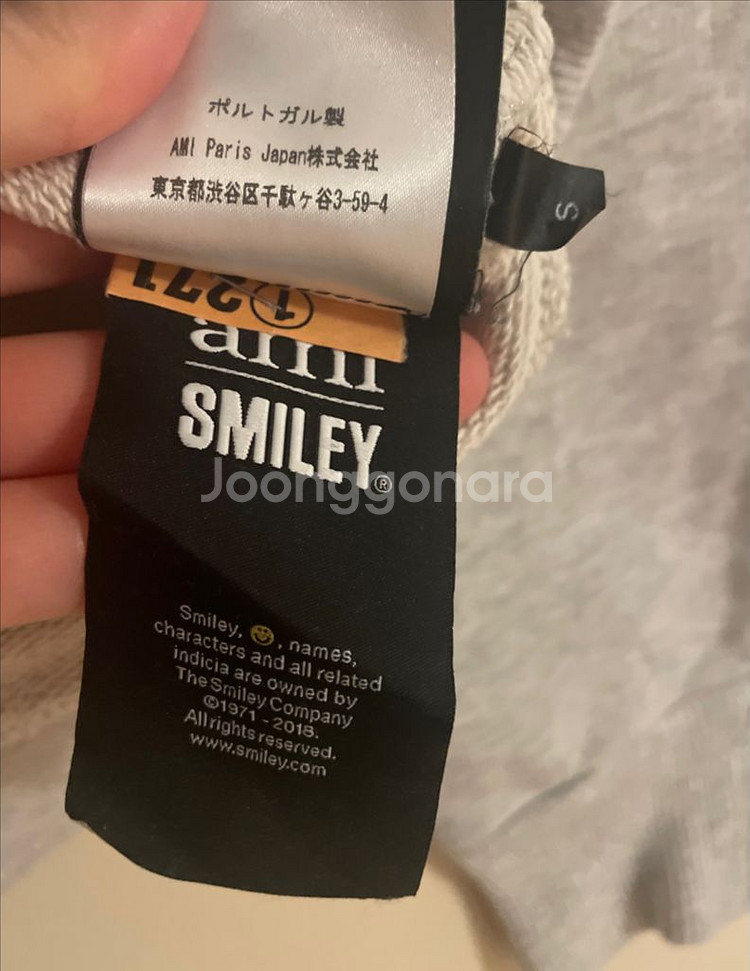 ポルトガル製
AMI Paris Japan株式会社
東京都渋谷区千駄ヶ谷3-59-4
S
①271
ami
SMILEY®
Joonggonara
Smiley, , names,
characters and all related
indicia are owned by
The Smiley Company
©1971 - 2018.
All rights reserved.
www.smiley.com